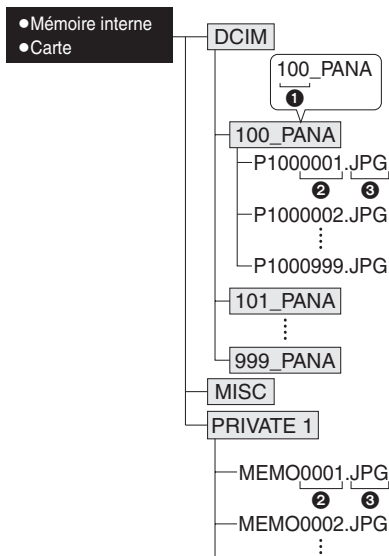 ●Mémoire interne
●Carte
DCIM
100_PANA
❶
100_PANA
P1000001.JPG
❷ ❸
P1000002.JPG
P1000999.JPG
101_PANA
999_PANA
MISC
PRIVATE 1
MEMO0001.JPG
❷ ❸
MEMO0002.JPG